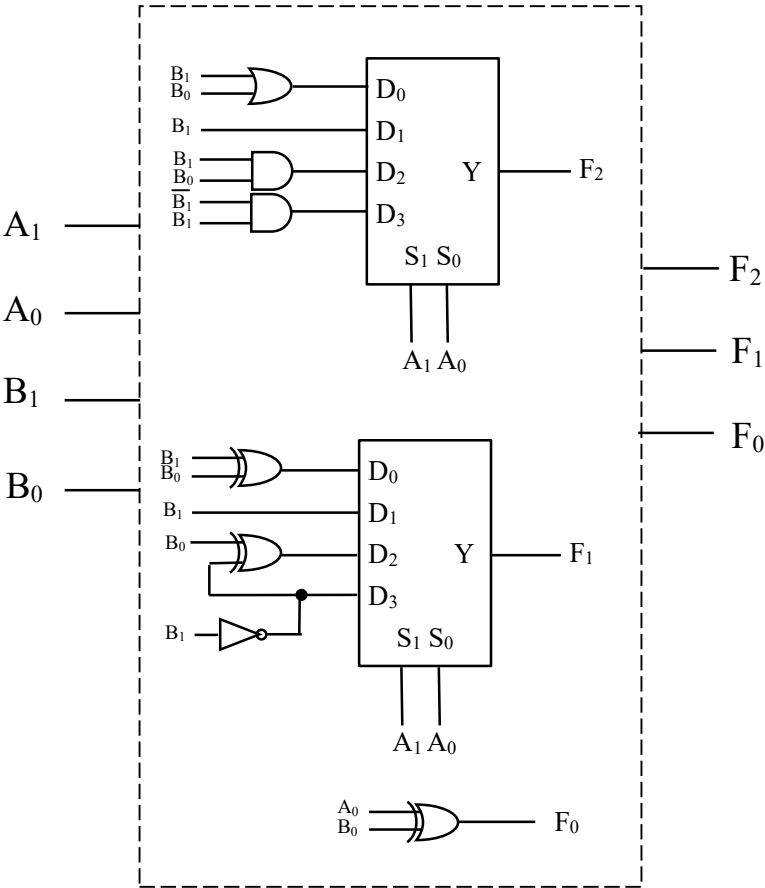 A₁
A₀
B₁
B₀
B₁
B₀
B₁
B₁
B₀
B̅₁
B₁
D₀
D₁
D₂
D₃
Y
S₁ S₀
A₁ A₀
F₂
B₁
B₀
B₁
B₀
B₁
D₀
D₁
D₂
D₃
Y
S₁ S₀
A₁ A₀
F₁
A₀
B₀
F₀
F₂
F₁
F₀